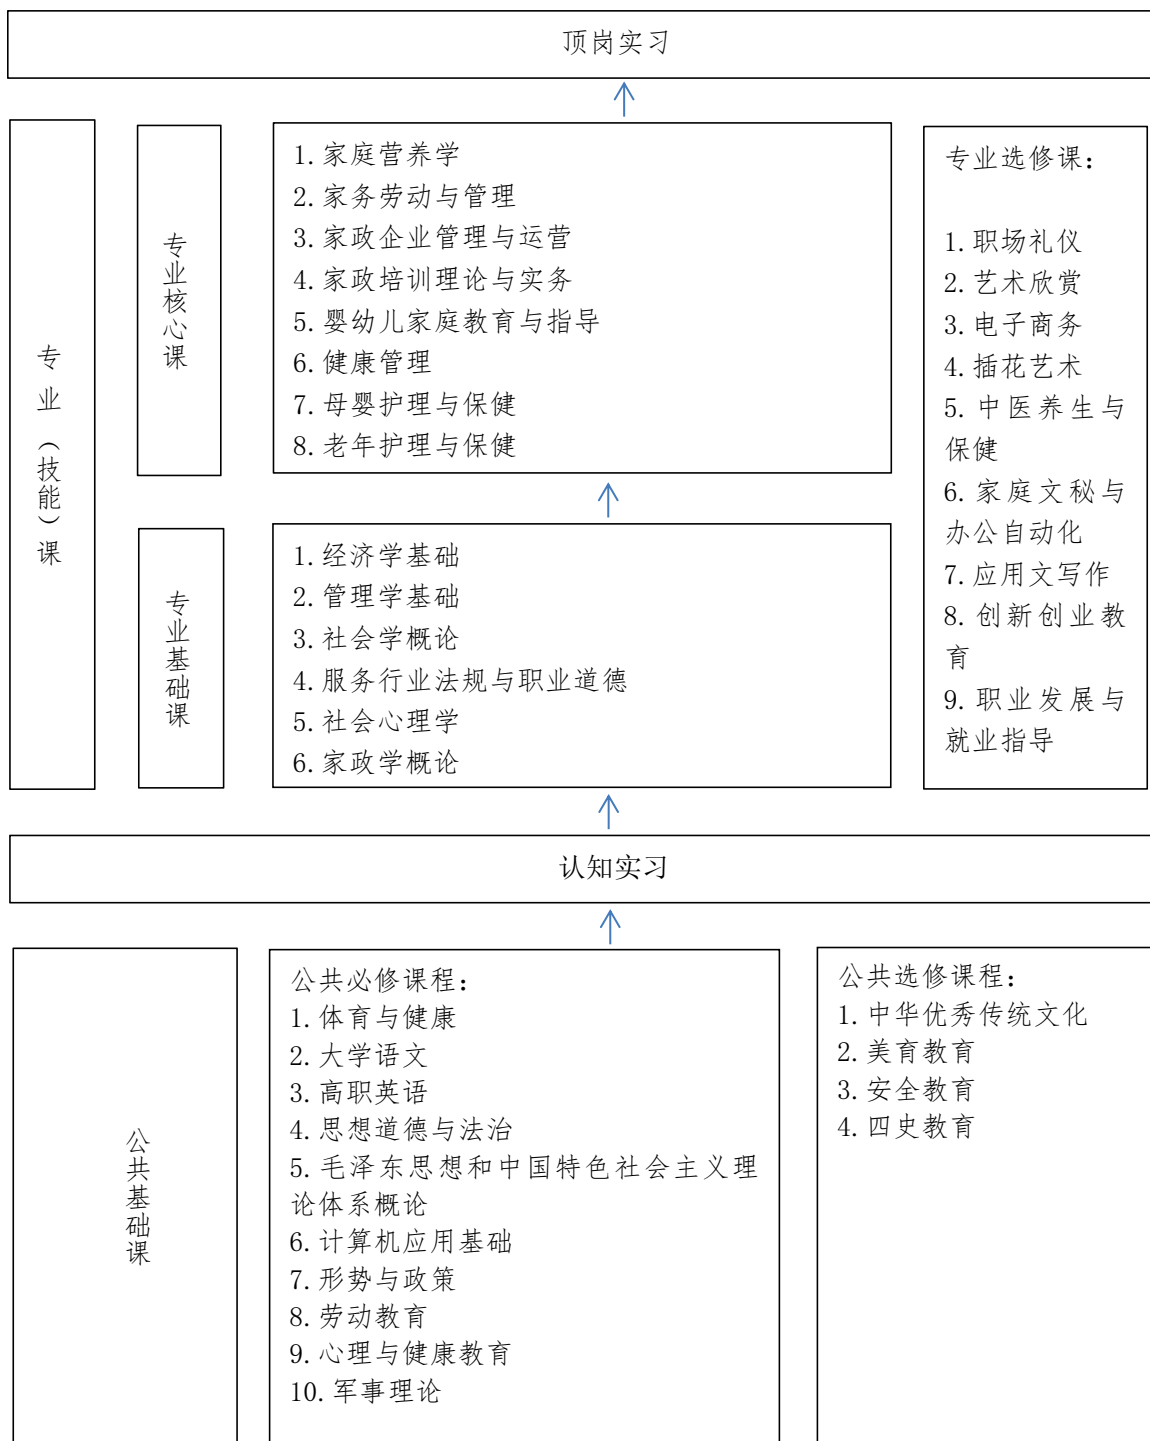 顶岗实习
专业（技能）课
专业核心课
1.家庭营养学
2.家务劳动与管理
3.家政企业管理与运营
4.家政培训理论与实务
5.婴幼儿家庭教育与指导
6.健康管理
7.母婴护理与保健
8.老年护理与保健
专业基础课
1.经济学基础
2.管理学基础
3.社会学概论
4.服务行业法规与职业道德
5.社会心理学
6.家政学概论
专业选修课：
1.职场礼仪
2.艺术欣赏
3.电子商务
4.插花艺术
5.中医养生与
保健
6.家庭文秘与
办公自动化
7.应用文写作
8.创新创业教
育
9.职业发展与
就业指导
认知实习
公共基础课
公共必修课程：
1.体育与健康
2.大学语文
3.高职英语
4.思想道德与法治
5.毛泽东思想和中国特色社会主义理
论体系概论
6.计算机应用基础
7.形势与政策
8.劳动教育
9.心理与健康教育
10.军事理论
公共选修课程：
1.中华优秀传统文化
2.美育教育
3.安全教育
4.四史教育